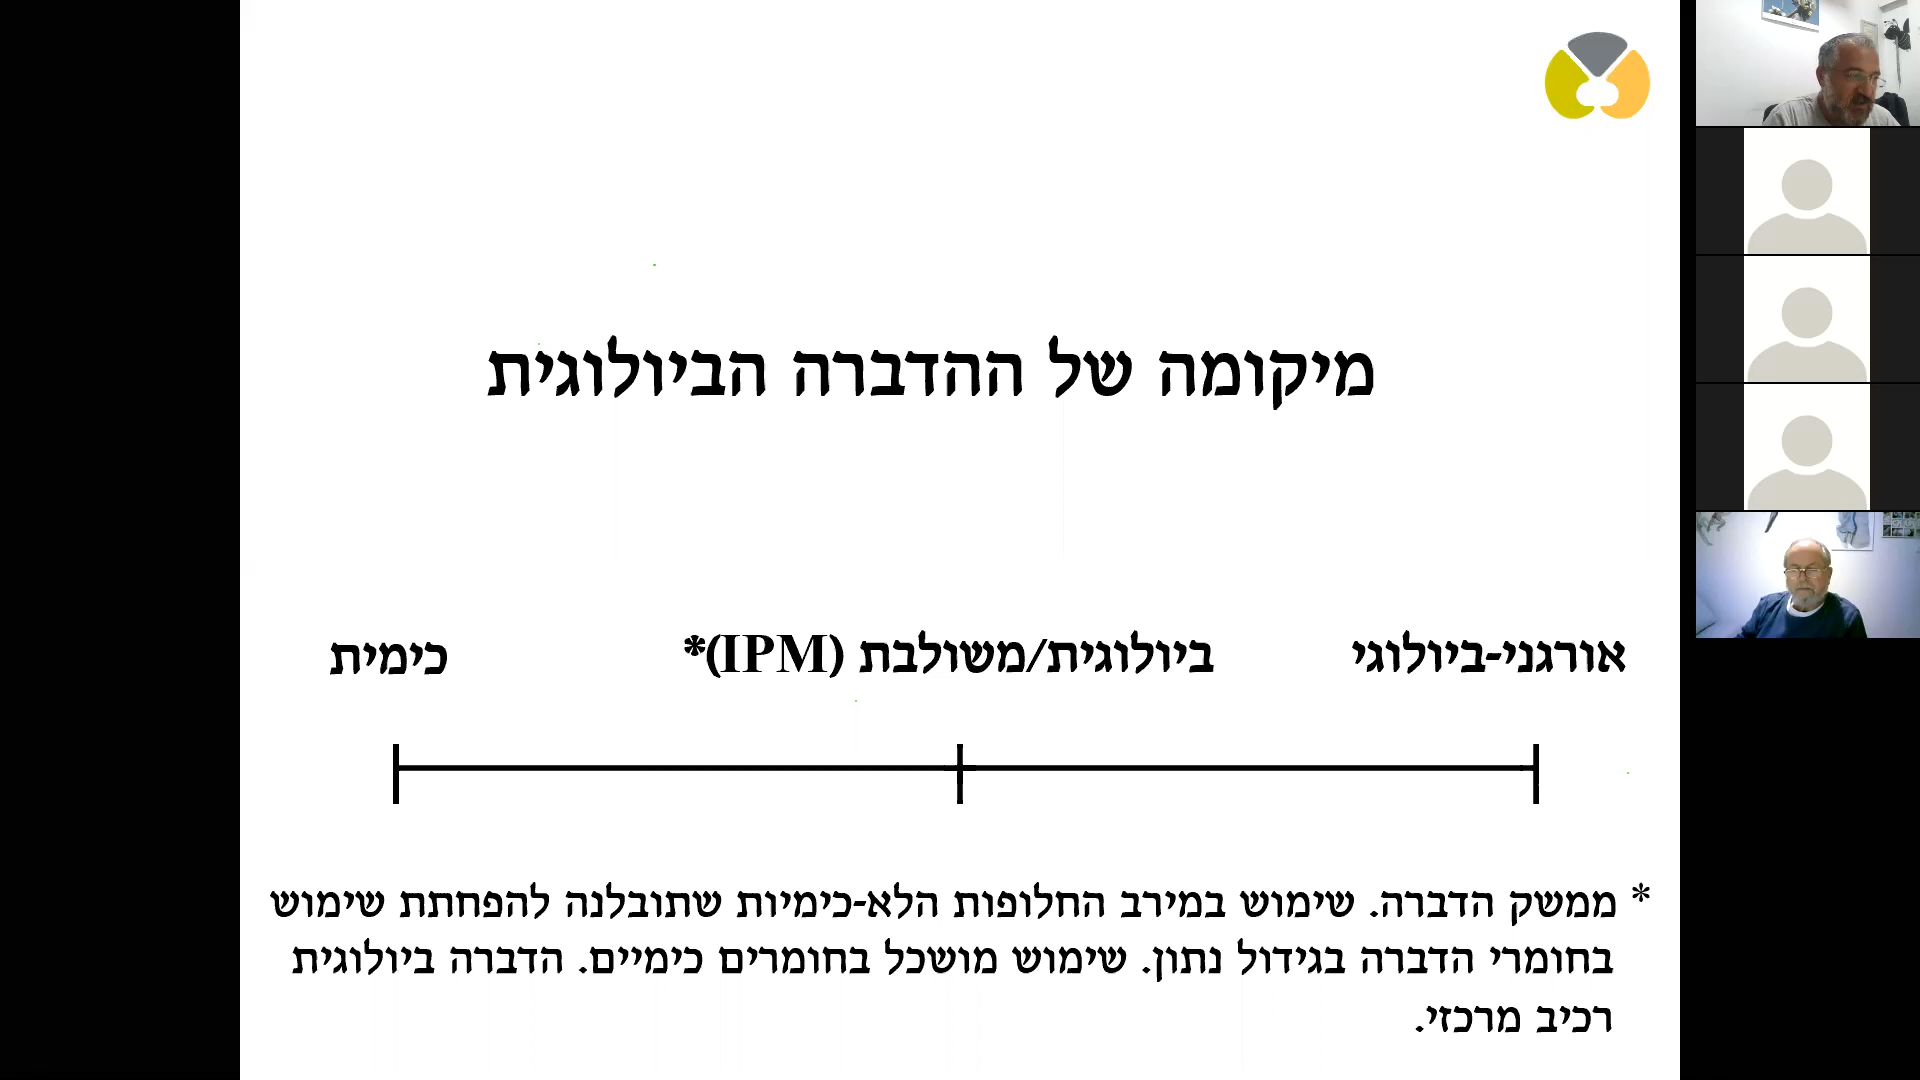 מיקומה של ההדברה הביולוגית
אורגני-ביולוגי
ביולוגית/משולבת (IPM)*
כימית
* ממשק הדברה. שימוש במירב החלופות הלא-כימיות שתובלנה להפחתת שימוש
בחומרי הדברה בגידול נתון. שימוש מושכל בחומרים כימיים. הדברה ביולוגית
רכיב מרכזי.